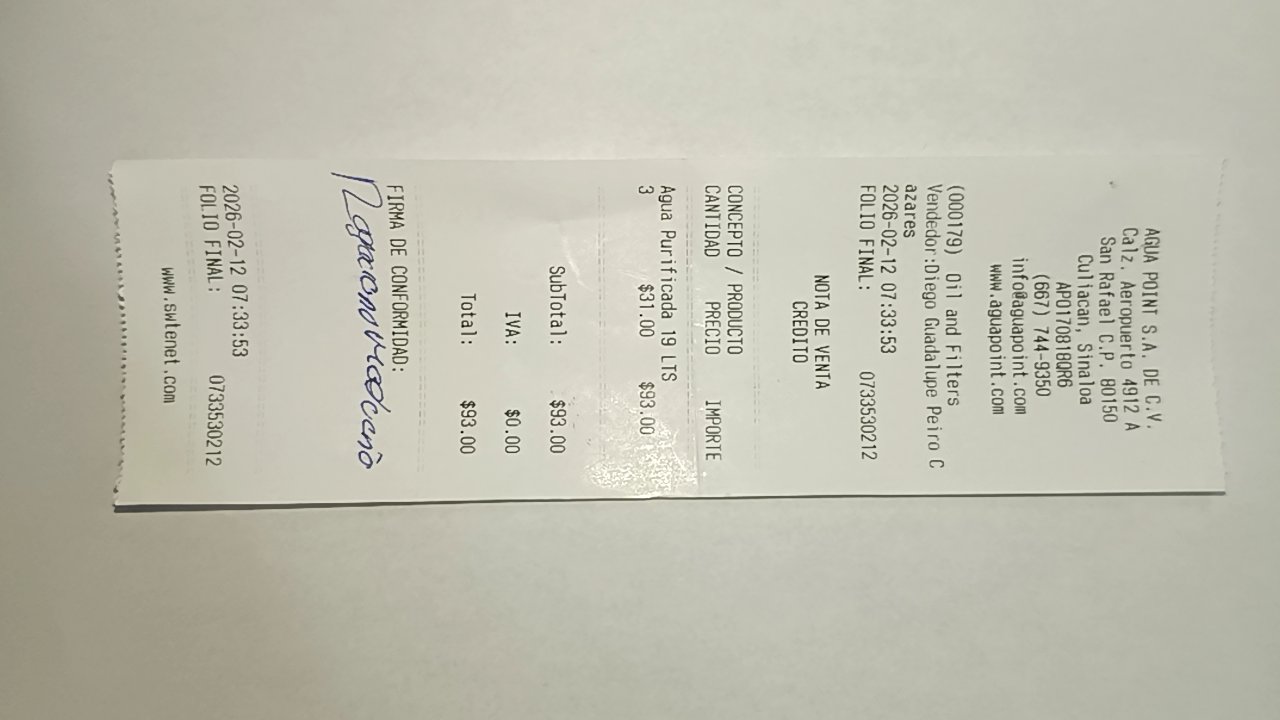 AGUA POINT S.A. DE C.V.
Calz. Aeropuerto 4912 A
San Rafael C.P. 80150
Culiacan, Sinaloa
APO170818QR6
(667) 744-9350
info@aguapoint.com
www.aguapoint.com
(000179) Oil and Filters
Vendedor:Diego Guadalupe Peiro C
azares
2026-02-12 07:33:53
FOLIO FINAL: 0733530212
NOTA DE VENTA
CREDITO
CONCEPTO / PRODUCTO
CANTIDAD PRECIO IMPORTE
Agua Purificada 19 LTS
3 $31.00 $93.00
SubTotal: $93.00
IVA: $0.00
Total: $93.00
FIRMA DE CONFORMIDAD:
2026-02-12 07:33:53
FOLIO FINAL: 0733530212
www.swtenet.com